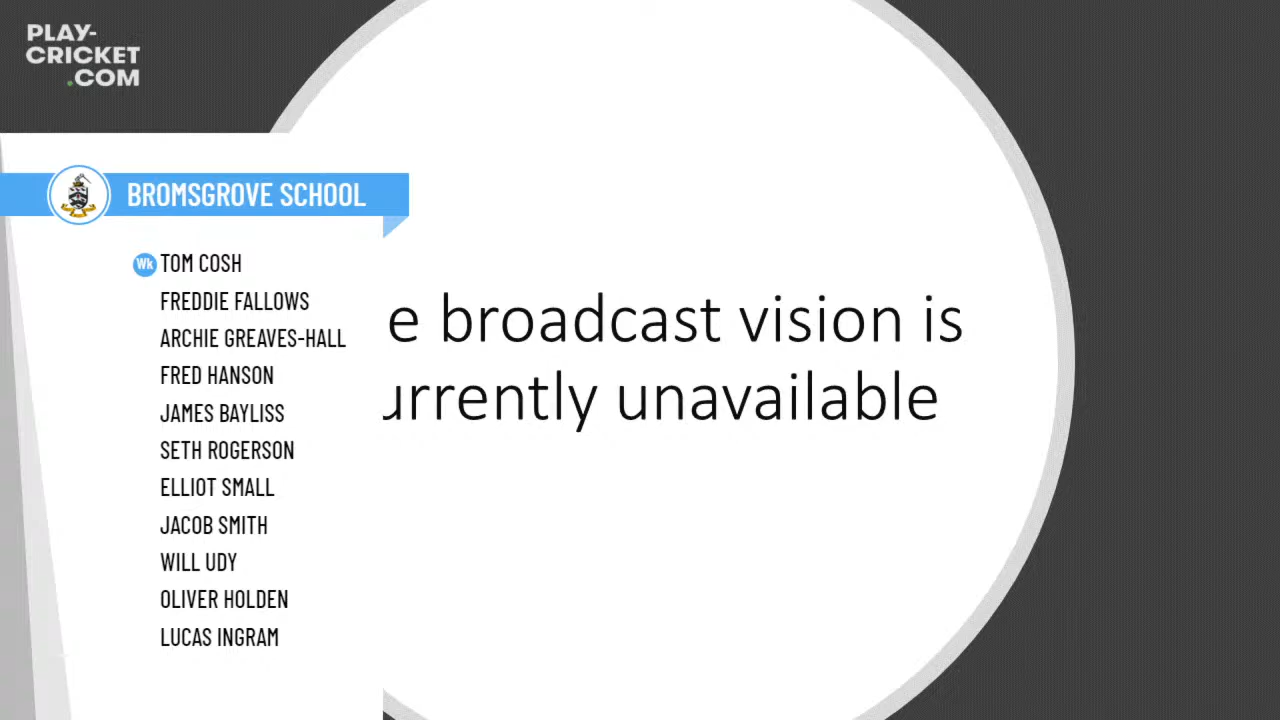 PLAY-
CRICKET
.COM
BROMSGROVE SCHOOL
Wk TOM COSH
FREDDIE FALLOWS
ARCHIE GREAVES-HALL
FRED HANSON
JAMES BAYLISS
SETH ROGERSON
ELLIOT SMALL
JACOB SMITH
WILL UDY
OLIVER HOLDEN
LUCAS INGRAM
e broadcast vision is
urrently unavailable